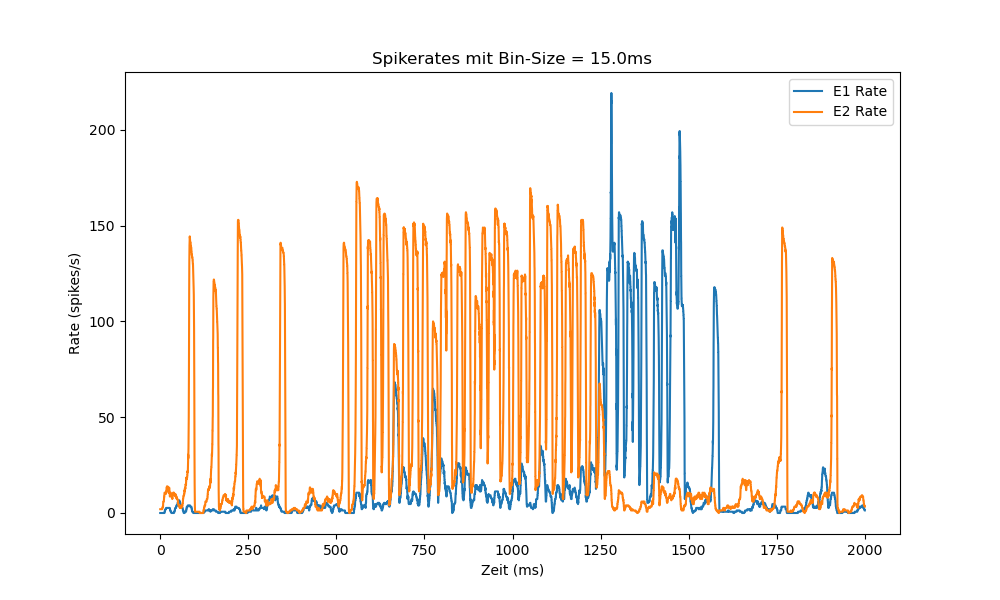 Spikerates mit Bin-Size = 15.0ms
E1 Rate
E2 Rate
Rate (spikes/s)
200
150
100
50
0
0 250 500 750 1000 1250 1500 1750 2000
Zeit (ms)